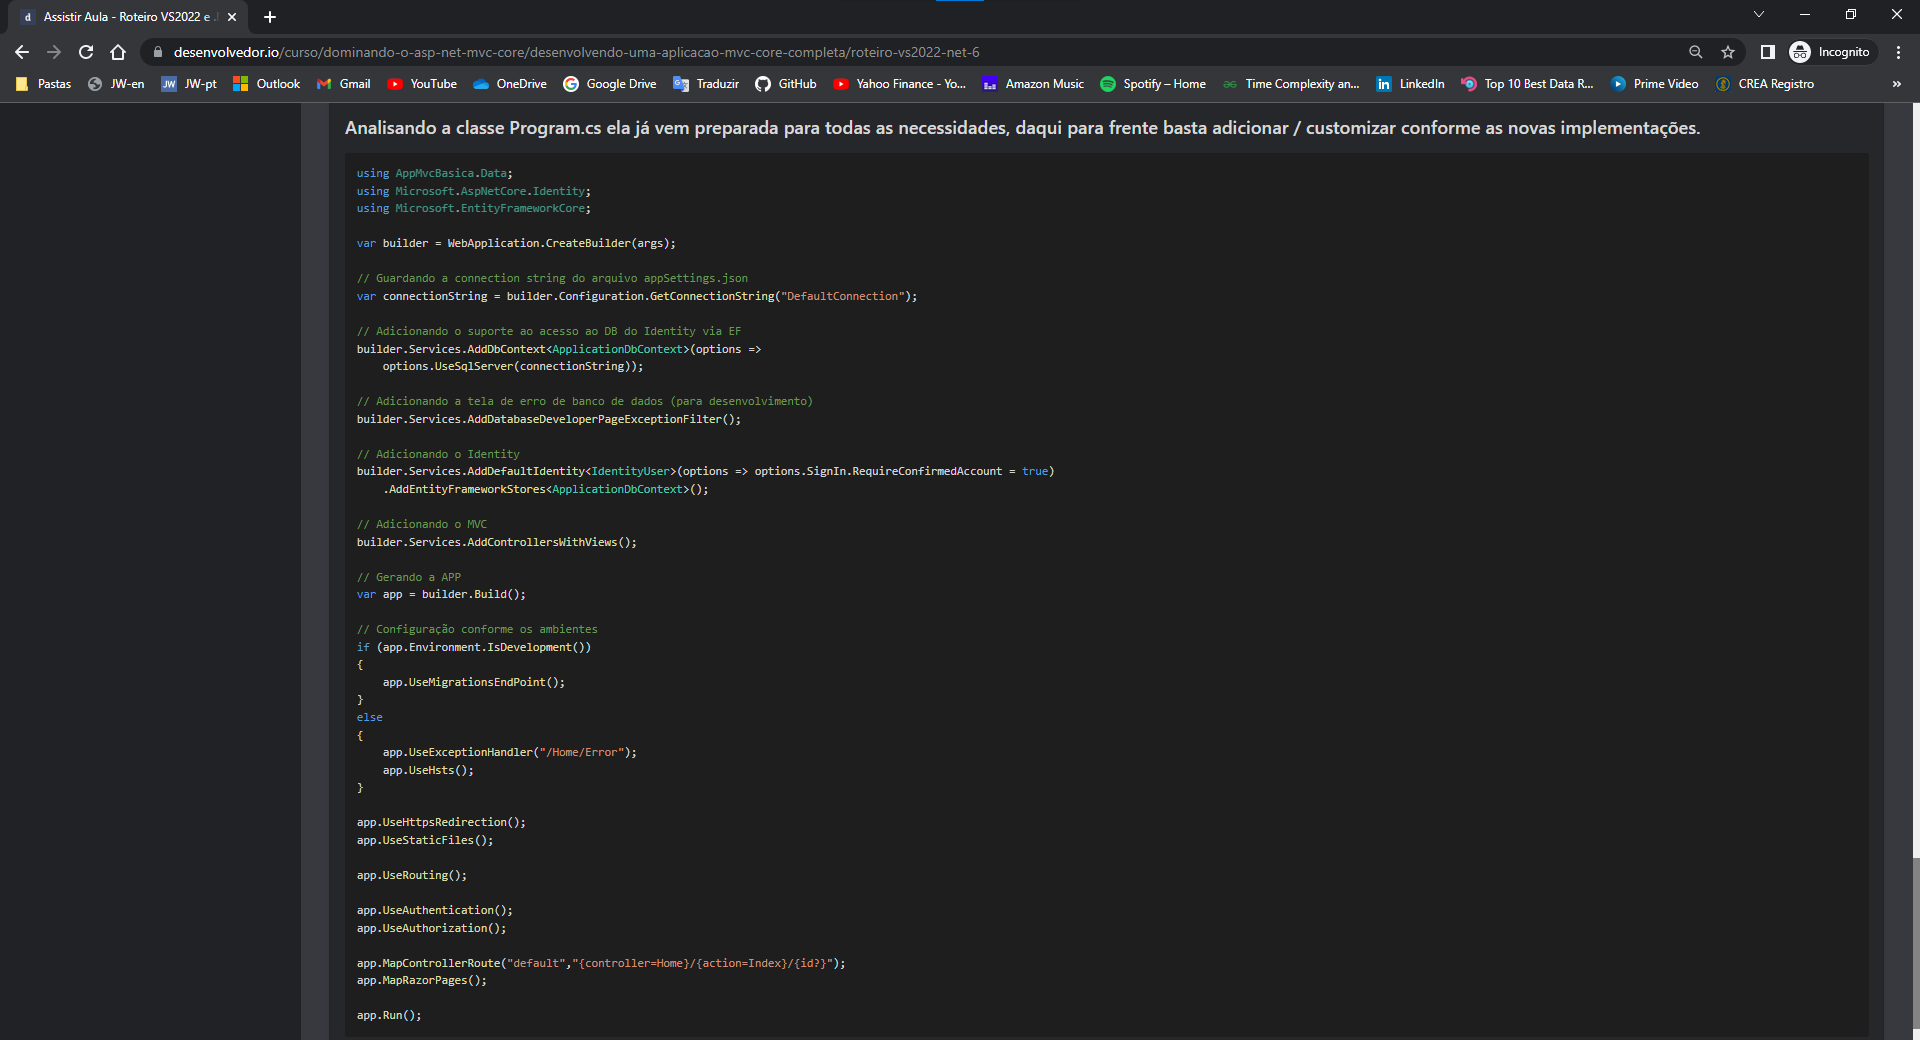 Assistir Aula - Roteiro VS2022 e .
desenvolvedor.io/curso/dominando-o-asp-net-mvc-core/desenvolvendo-uma-aplicacao-mvc-core-completa/roteiro-vs2022-net-6
Incognito
Pastas JW-en JW-pt Outlook Gmail YouTube OneDrive Google Drive Traduzir GitHub Yahoo Finance - Yo... Amazon Music Spotify – Home Time Complexity an... LinkedIn Top 10 Best Data R... Prime Video CREA Registro »
Analisando a classe Program.cs ela já vem preparada para todas as necessidades, daqui para frente basta adicionar / customizar conforme as novas implementações.
using AppMvcBasica.Data;
using Microsoft.AspNetCore.Identity;
using Microsoft.EntityFrameworkCore;
var builder = WebApplication.CreateBuilder(args);
// Guardando a connection string do arquivo appSettings.json
var connectionString = builder.Configuration.GetConnectionString("DefaultConnection");
// Adicionando o suporte ao acesso ao DB do Identity via EF
builder.Services.AddDbContext<ApplicationDbContext>(options =>
    options.UseSqlServer(connectionString));
// Adicionando a tela de erro de banco de dados (para desenvolvimento)
builder.Services.AddDatabaseDeveloperPageExceptionFilter();
// Adicionando o Identity
builder.Services.AddDefaultIdentity<IdentityUser>(options => options.SignIn.RequireConfirmedAccount = true)
    .AddEntityFrameworkStores<ApplicationDbContext>();
// Adicionando o MVC
builder.Services.AddControllersWithViews();
// Gerando a APP
var app = builder.Build();
// Configuração conforme os ambientes
if (app.Environment.IsDevelopment())
{
    app.UseMigrationsEndPoint();
}
else
{
    app.UseExceptionHandler("/Home/Error");
    app.UseHsts();
}
app.UseHttpsRedirection();
app.UseStaticFiles();
app.UseRouting();
app.UseAuthentication();
app.UseAuthorization();
app.MapControllerRoute("default","{controller=Home}/{action=Index}/{id?}");
app.MapRazorPages();
app.Run();